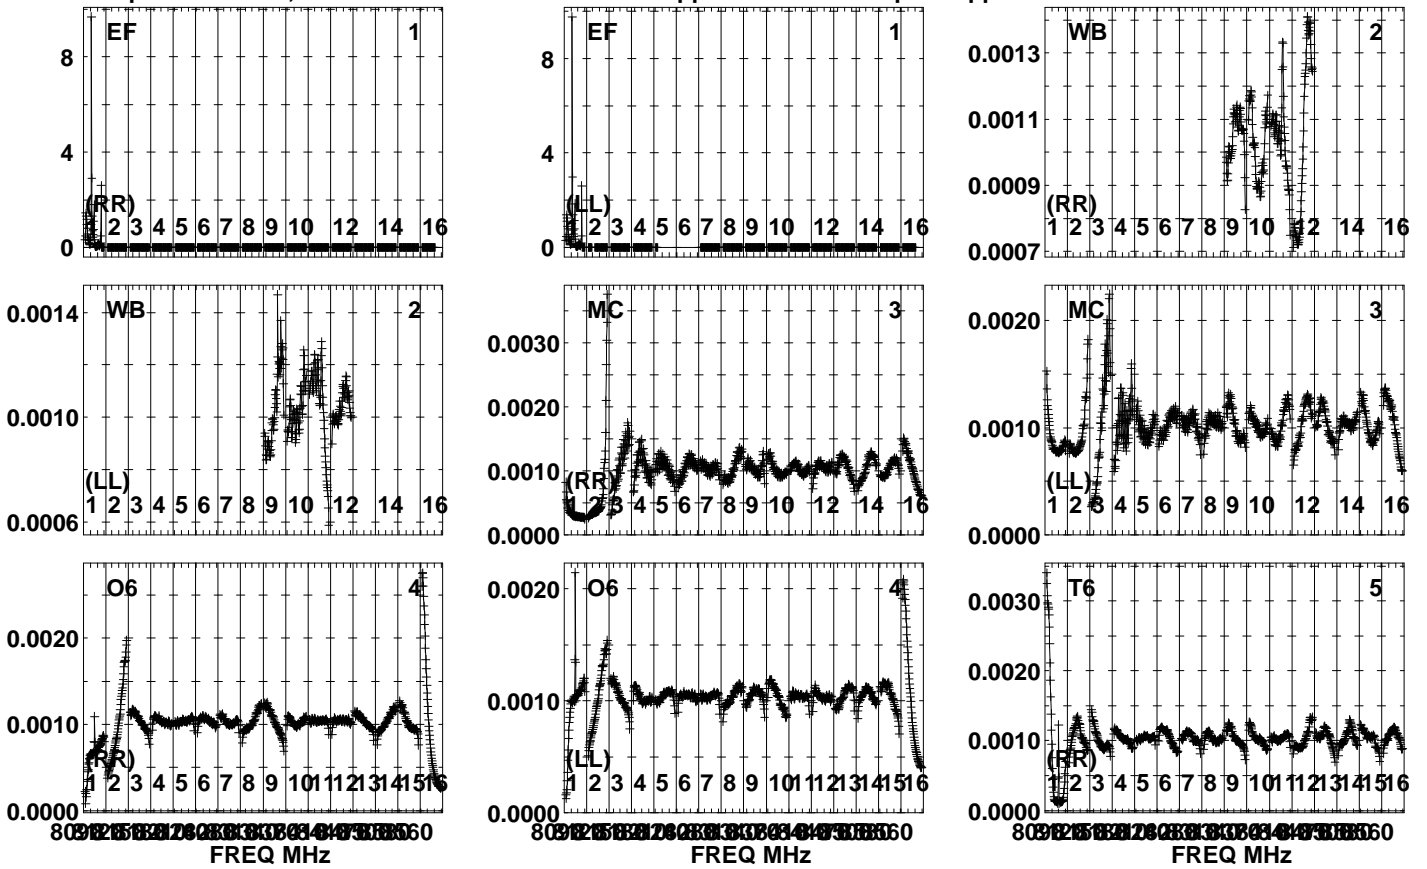 EF 1
8
4
0
(RR)
2 3 4 5 6 7 8 9 10 12 14 16
EF 1
8
4
0
(LL)
2 3 4 5 6 7 8 9 10 12 14 16
WB 2
0.0013
0.0011
0.0009
0.0007
(RR)
1 2 3 4 5 6 7 8 9 10 12 14 16
WB 2
0.0014
0.0010
0.0006
(LL)
1 2 3 4 5 6 7 8 9 10 12 14 16
MC 3
0.0030
0.0020
0.0010
0.0000
(RR)
1 2 3 4 5 6 7 8 9 10 12 14 16
MC 3
0.0020
0.0010
0.0000
(LL)
1 2 3 4 5 6 7 8 9 10 12 14 16
O6 4
0.0020
0.0010
0.0000
(RR)
1 2 3 4 5 6 7 8 9 10 11 12 13 14 15 16
FREQ MHz
O6 4
0.0020
0.0010
0.0000
(LL)
1 2 3 4 5 6 7 8 9 10 11 12 13 14 15 16
FREQ MHz
T6 5
0.0030
0.0020
0.0010
0.0000
(RR)
1 2 3 4 5 6 7 8 9 10 11 12 13 14 15 16
FREQ MHz